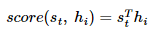 score(s_t, h_i) = s_t^T h_i